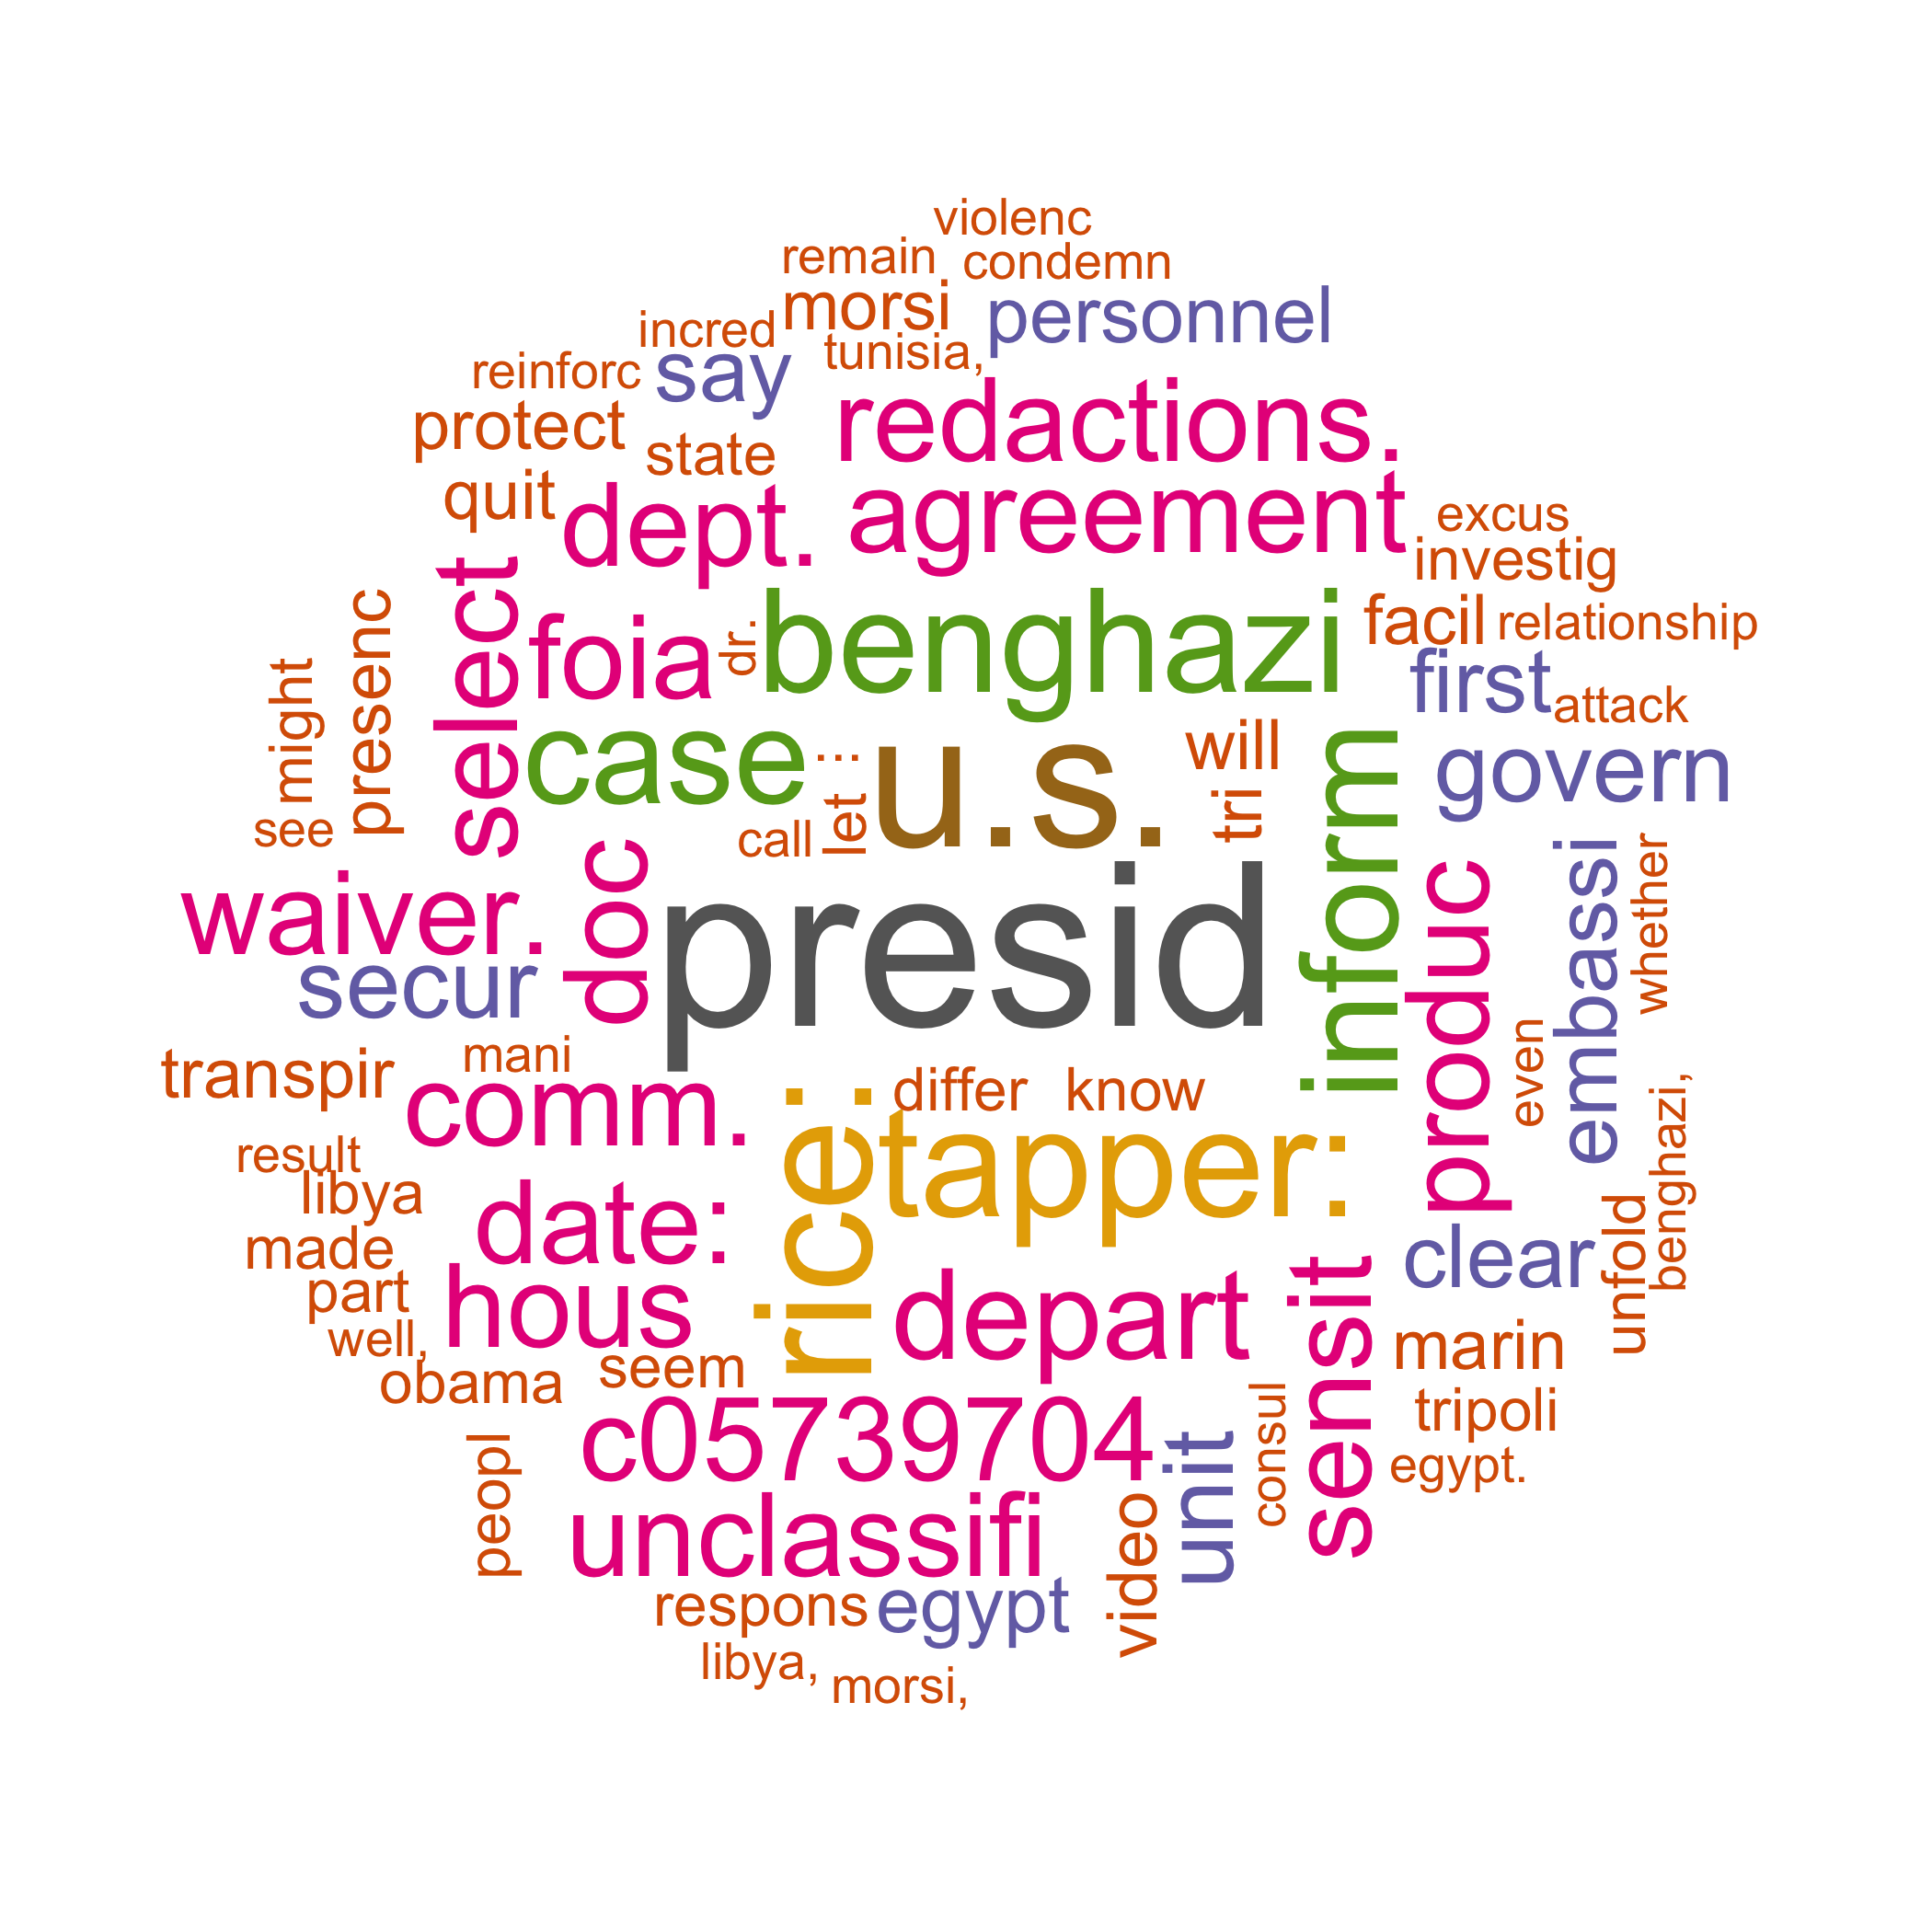 violenc
remain
condemn
morsi
personnel
incred
tunisia,
reinforc
say
redactions.
protect
state
quit
dept.
agreement
excus
investig
select
foia
dr.
benghazi
facil
relationship
presenc
might
first
attack
case
...
u.s.
will
inform
govern
see
call
let
tri
waiver.
doc
presid
produc
embassi
whether
secur
transpir
mani
comm.
rice:
differ
know
tapper:
even
benghazi,
result
libya
date:
made
hous
depart
sensit
clear
unfold
part
well,
obama
seem
marin
c05739704
consul
tripoli
egypt.
peopl
unclassifi
video
unit
respons
egypt
libya,
morsi,